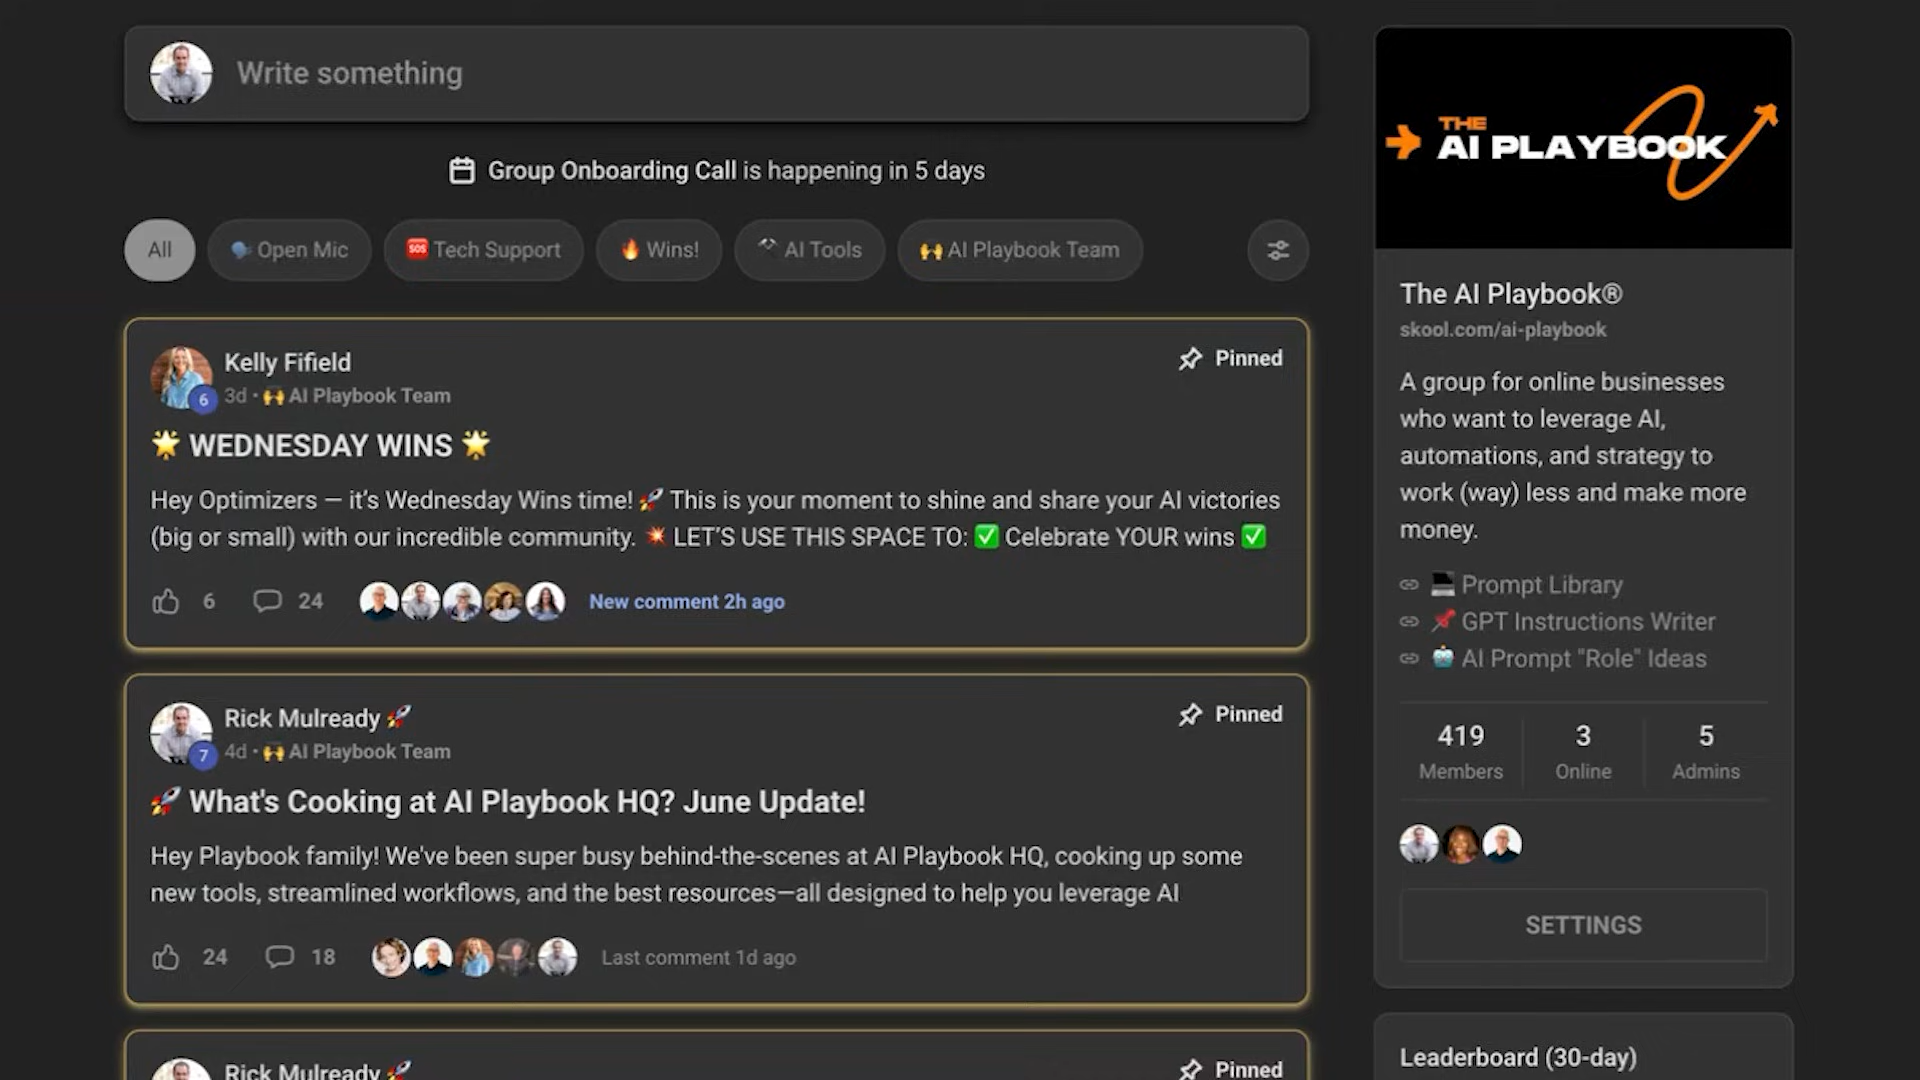 Write something
Group Onboarding Call is happening in 5 days
All
🗣️ Open Mic
🆘 Tech Support
🔥 Wins!
⛏️ AI Tools
🙌 AI Playbook Team
Kelly Fifield
6
3d · 🙌 AI Playbook Team
Pinned
🌟 WEDNESDAY WINS 🌟
Hey Optimizers — it's Wednesday Wins time! 🚀 This is your moment to shine and share your AI victories
(big or small) with our incredible community. 💥 LET'S USE THIS SPACE TO: ✅ Celebrate YOUR wins ✅
6
24
New comment 2h ago
Rick Mulready 🚀
7
4d · 🙌 AI Playbook Team
Pinned
🚀 What's Cooking at AI Playbook HQ? June Update!
Hey Playbook family! We've been super busy behind-the-scenes at AI Playbook HQ, cooking up some
new tools, streamlined workflows, and the best resources—all designed to help you leverage AI
24
18
Last comment 1d ago
Rick Mulready 🚀
Pinned
THE
AI PLAYBOOK
The AI Playbook®
skool.com/ai-playbook
A group for online businesses
who want to leverage AI,
automations, and strategy to
work (way) less and make more
money.
💻 Prompt Library
📌 GPT Instructions Writer
🤖 AI Prompt "Role" Ideas
419
Members
3
Online
5
Admins
SETTINGS
Leaderboard (30-day)